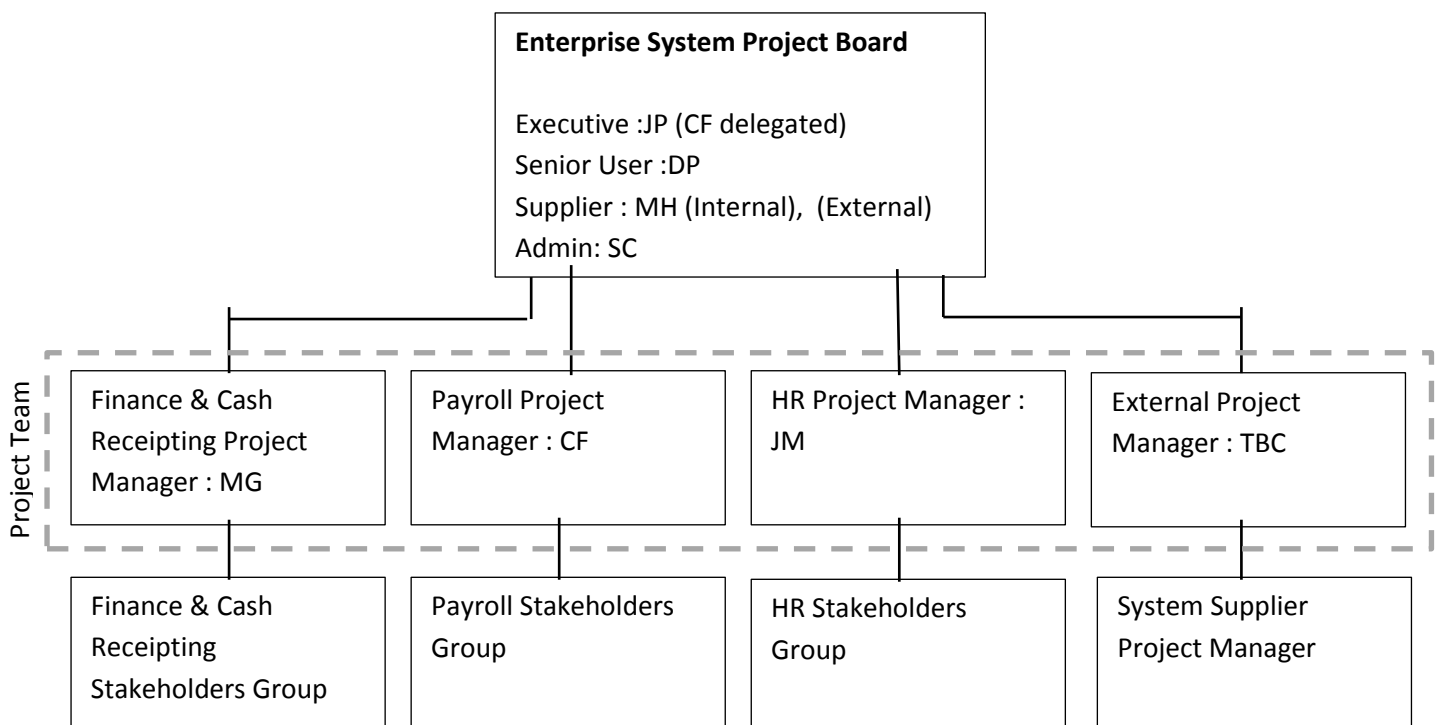 Enterprise System Project Board
Executive :JP (CF delegated)
Senior User :DP
Supplier : MH (Internal),  (External)
Admin: SC
Project Team
Finance & Cash
Receipting Project
Manager : MG
Payroll Project
Manager : CF
HR Project Manager :
JM
External Project
Manager : TBC
Finance & Cash
Receipting
Stakeholders Group
Payroll Stakeholders
Group
HR Stakeholders
Group
System Supplier
Project Manager